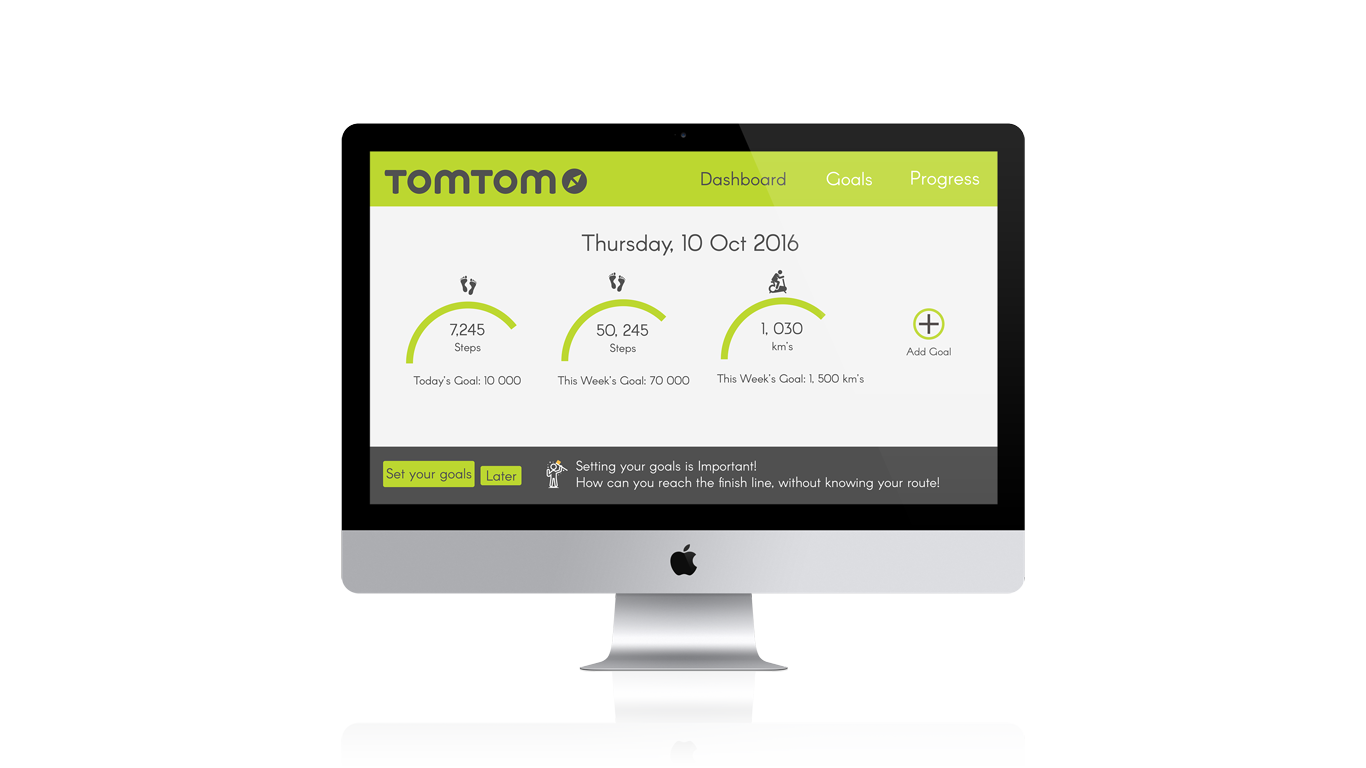 TOMTOM
Dashboard
Goals
Progress
Thursday, 10 Oct 2016
7,245
Steps
Today's Goal: 10 000
50, 245
Steps
This Week's Goal: 70 000
1, 030
km's
This Week's Goal: 1, 500 km's
Add Goal
Set your goals
Later
Setting your goals is Important!
How can you reach the finish line, without knowing your route!